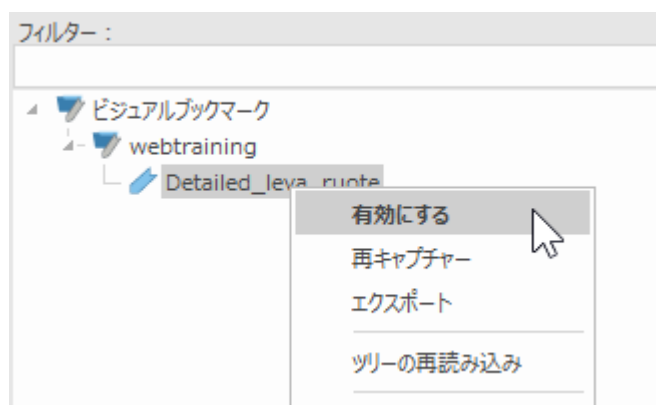 フィルター：
ビジュアルブックマーク
webtraining
Detailed_leva_ruote
有効にする
再キャプチャー
エクスポート
ツリーの再読み込み